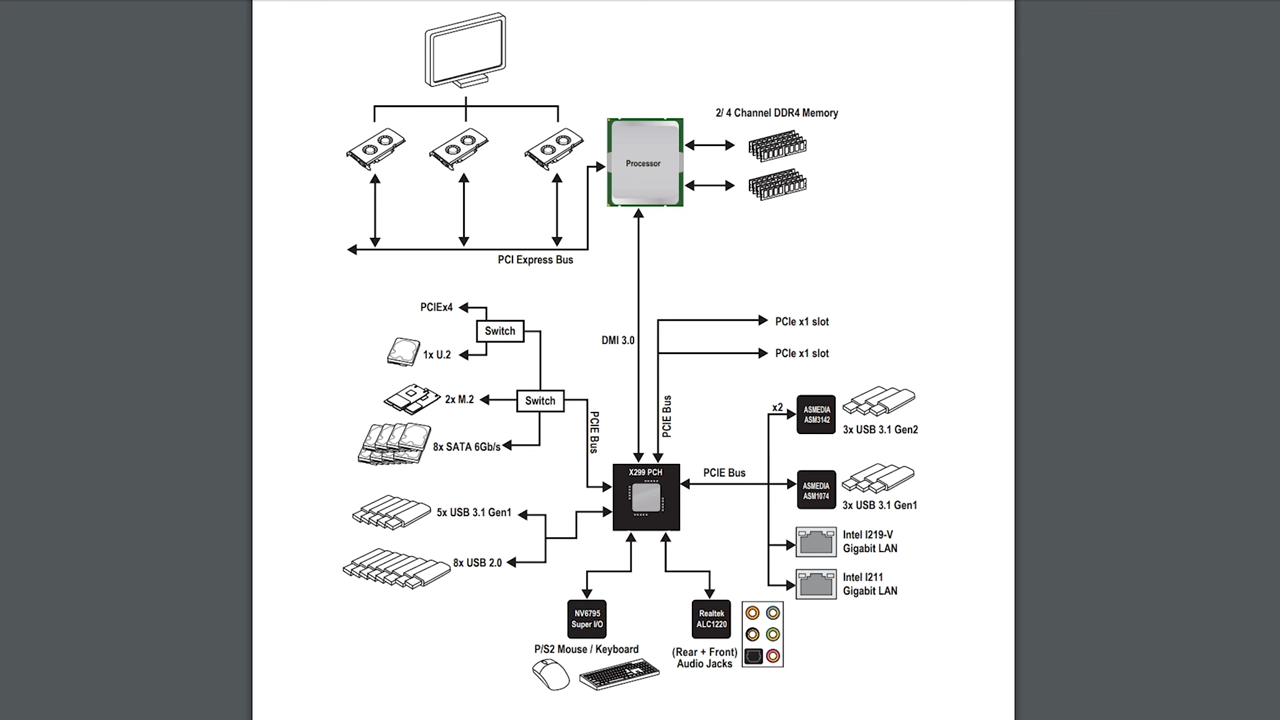 2/ 4 Channel DDR4 Memory
Processor
PCI Express Bus
PCIEx4
Switch
1x U.2
2x M.2
Switch
8x SATA 6Gb/s
PCIE Bus
DMI 3.0
PCIE Bus
PCIe x1 slot
PCIe x1 slot
x2
ASMEDIA
ASM3142
3x USB 3.1 Gen2
X299 PCH
PCIE Bus
ASMEDIA
ASM1074
3x USB 3.1 Gen1
5x USB 3.1 Gen1
8x USB 2.0
Intel I219-V
Gigabit LAN
Intel I211
Gigabit LAN
NV6795
Super I/O
P/S2 Mouse / Keyboard
Realtek
ALC1220
(Rear + Front)
Audio Jacks